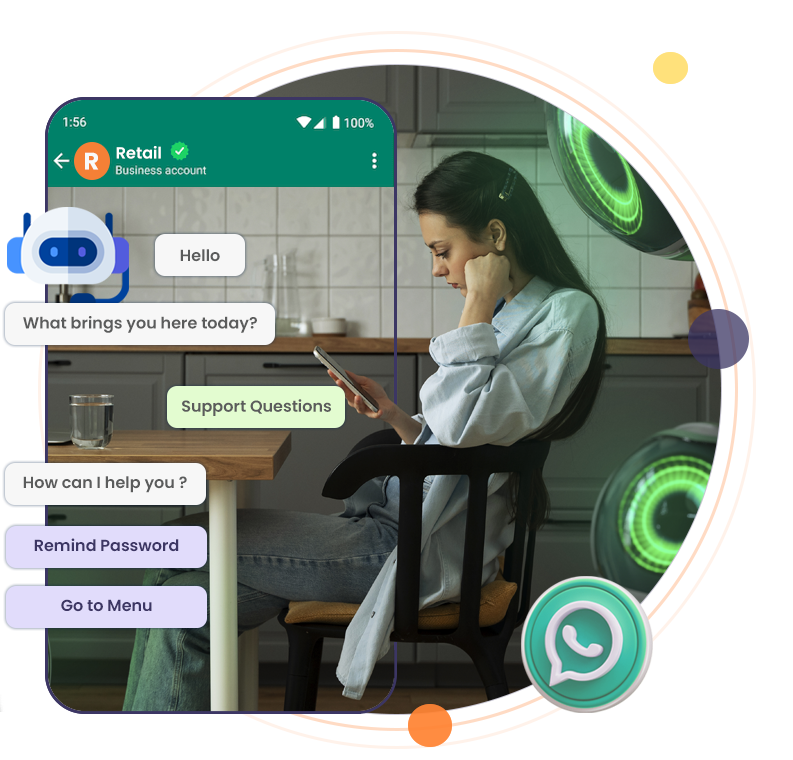 1:56
100%
R
Retail
Business account
Hello
What brings you here today?
Support Questions
How can I help you ?
Remind Password
Go to Menu